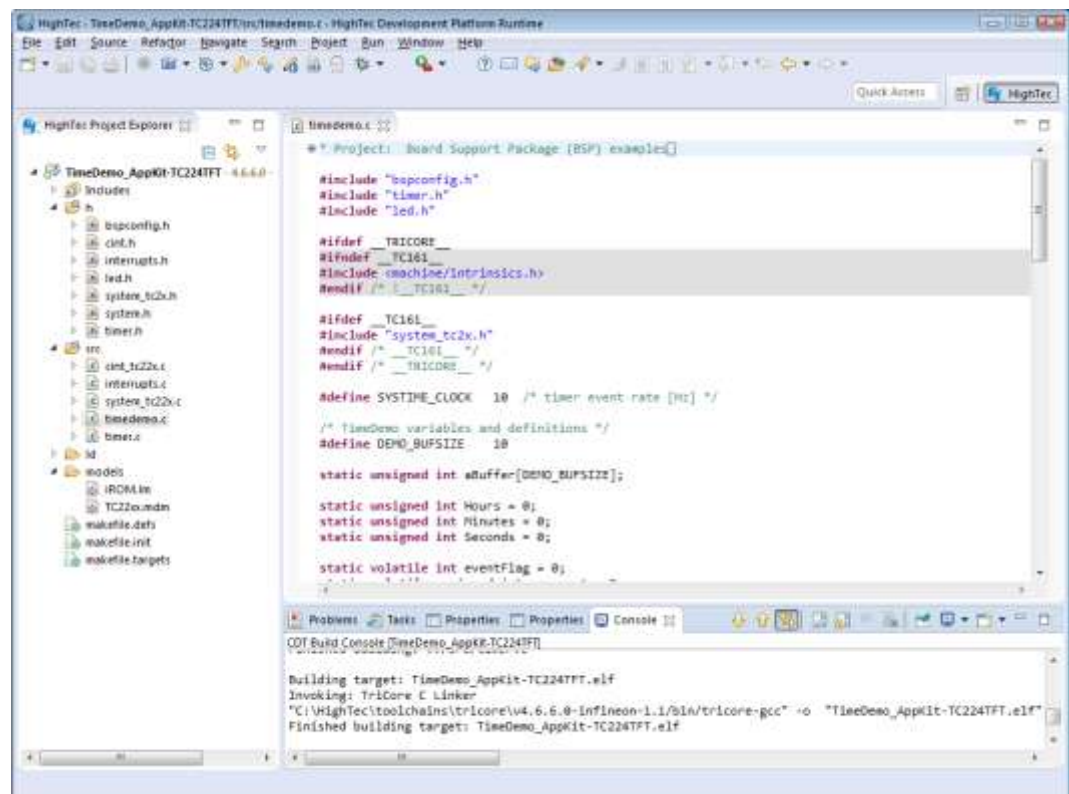 HighTec - TimeDemo_AppKit-TC224TFT/src/timedemo.c - HighTec Development Platform Runtime
File Edit Source Refactor Navigate Search Project Run Window Help
Quick Access
HighTec
HighTec Project Explorer
timedemo.c
* Project: Board Support Package (BSP) examples
TimeDemo_AppKit-TC224TFT - 4.6.6.0 -
Includes
h
bspconfig.h
cint.h
interrupts.h
led.h
system_tc2x.h
system.h
timer.h
src
cint_tc22x.c
interrupts.c
system_tc22x.c
timedemo.c
timer.c
ld
models
iROM.lm
TC22xx.mdm
makefile.defs
makefile.init
makefile.targets
#include "bspconfig.h"
#include "timer.h"
#include "led.h"
#ifdef __TRICORE__
#ifndef __TC161__
#include <machine/intrinsics.h>
#endif /* !__TC161__ */
#ifdef __TC161__
#include "system_tc2x.h"
#endif /* __TC161__ */
#endif /* __TRICORE__ */
#define SYSTIME_CLOCK 10 /* timer event rate [Hz] */
/* TimeDemo variables and definitions */
#define DEMO_BUFSIZE 10
static unsigned int aBuffer[DEMO_BUFSIZE];
static unsigned int Hours = 0;
static unsigned int Minutes = 0;
static unsigned int Seconds = 0;
static volatile int eventFlag = 0;
Problems Tasks Properties Properties Console
CDT Build Console [TimeDemo_AppKit-TC224TFT]
Building target: TimeDemo_AppKit-TC224TFT.elf
Invoking: TriCore C Linker
"C:\HighTec\toolchains\tricore\v4.6.6.0-infineon-1.1/bin/tricore-gcc" -o "TimeDemo_AppKit-TC224TFT.elf"
Finished building target: TimeDemo_AppKit-TC224TFT.elf